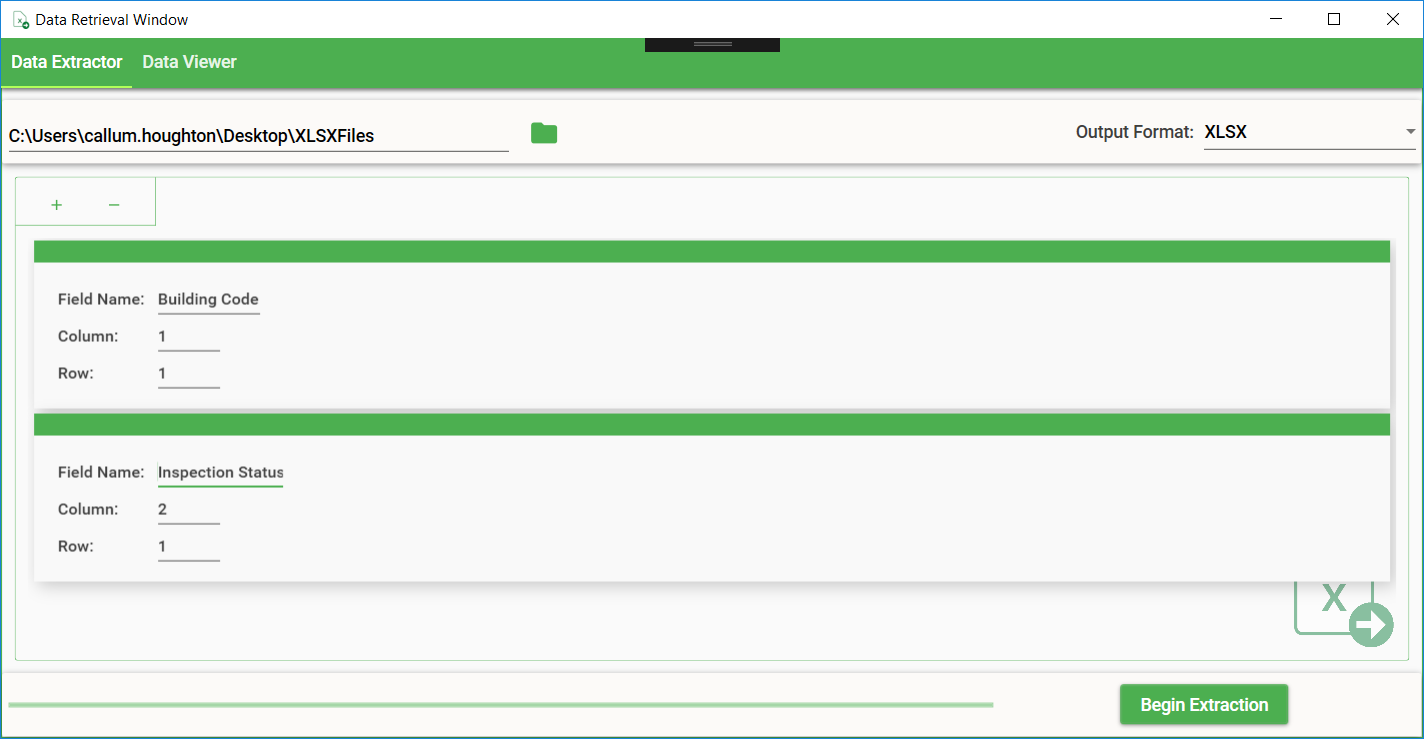 Data Retrieval Window
Data Extractor Data Viewer
C:\Users\callum.houghton\Desktop\XLSXFiles
Output Format: XLSX
+ −
Field Name: Building Code
Column: 1
Row: 1
Field Name: Inspection Status
Column: 2
Row: 1
X
Begin Extraction